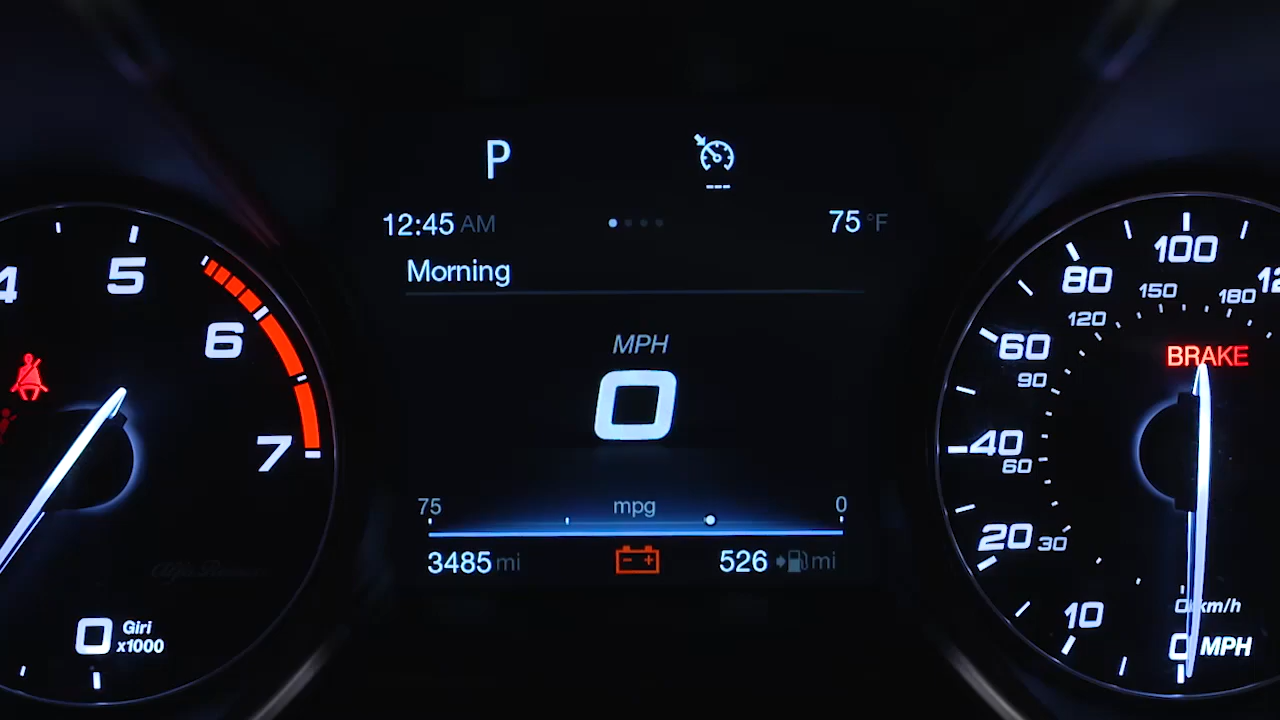 P
---
12:45 AM
75 °F
Morning
MPH
0
75 mpg 0
3485 mi
526 mi
4
5
6
7
0
Giri
x1000
10
20
40
60
80
100
30
60
90
120
150
180
BRAKE
0 km/h
0 MPH